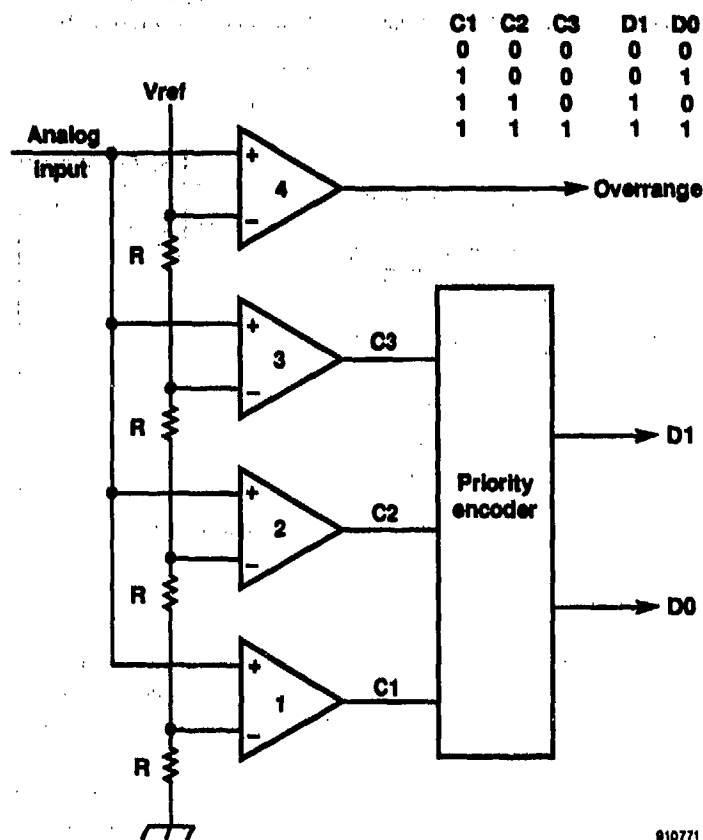 C1 C2 C3 D1 D0
0 0 0 0 0
1 0 0 0 1
1 1 0 1 0
1 1 1 1 1
Vref
Analog
input
+
4
−
Overrange
R
+
3
−
C3
R
D1
Priority
encoder
+
2
−
C2
R
D0
+
1
−
C1
R
910771